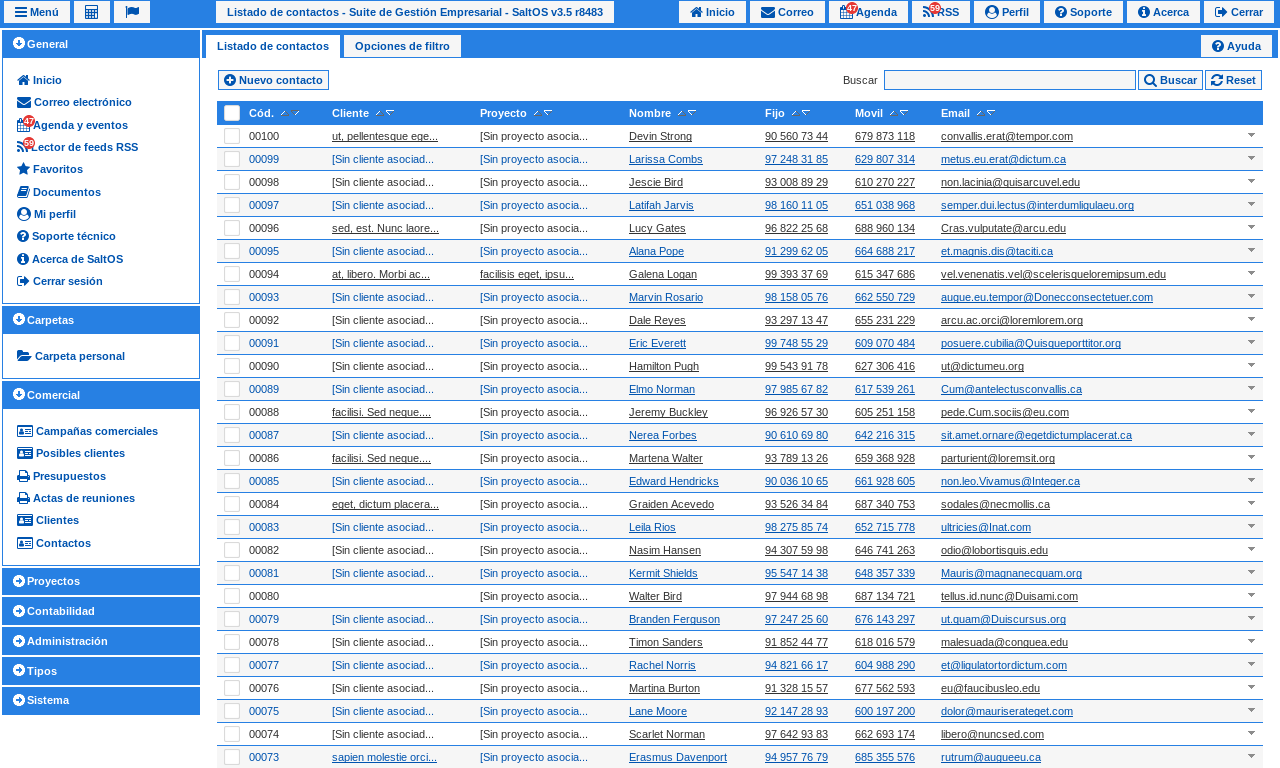 Menú
Listado de contactos - Suite de Gestión Empresarial - SaltOS v3.5 r8483
Inicio Correo 47 Agenda 59 RSS Perfil Soporte Acerca Cerrar
General
Inicio
Correo electrónico
47 Agenda y eventos
59 Lector de feeds RSS
Favoritos
Documentos
Mi perfil
Soporte técnico
Acerca de SaltOS
Cerrar sesión
Carpetas
Carpeta personal
Comercial
Campañas comerciales
Posibles clientes
Presupuestos
Actas de reuniones
Clientes
Contactos
Proyectos
Contabilidad
Administración
Tipos
Sistema
Listado de contactos Opciones de filtro Ayuda
Nuevo contacto Buscar Buscar Reset
Cód. Cliente Proyecto Nombre Fijo Movil Email
00100 ut, pellentesque ege... [Sin proyecto asocia... Devin Strong 90 560 73 44 679 873 118 convallis.erat@tempor.com
00099 [Sin cliente asociad... [Sin proyecto asocia... Larissa Combs 97 248 31 85 629 807 314 metus.eu.erat@dictum.ca
00098 [Sin cliente asociad... [Sin proyecto asocia... Jescie Bird 93 008 89 29 610 270 227 non.lacinia@quisarcuvel.edu
00097 [Sin cliente asociad... [Sin proyecto asocia... Latifah Jarvis 98 160 11 05 651 038 968 semper.dui.lectus@interdumligulaeu.org
00096 sed, est. Nunc laore... [Sin proyecto asocia... Lucy Gates 96 822 25 68 688 960 134 Cras.vulputate@arcu.edu
00095 [Sin cliente asociad... [Sin proyecto asocia... Alana Pope 91 299 62 05 664 688 217 et.magnis.dis@taciti.ca
00094 at, libero. Morbi ac... facilisis eget, ipsu... Galena Logan 99 393 37 69 615 347 686 vel.venenatis.vel@scelerisqueloremipsum.edu
00093 [Sin cliente asociad... [Sin proyecto asocia... Marvin Rosario 98 158 05 76 662 550 729 augue.eu.tempor@Donecconsectetuer.com
00092 [Sin cliente asociad... [Sin proyecto asocia... Dale Reyes 93 297 13 47 655 231 229 arcu.ac.orci@loremlorem.org
00091 [Sin cliente asociad... [Sin proyecto asocia... Eric Everett 99 748 55 29 609 070 484 posuere.cubilia@Quisqueporttitor.org
00090 [Sin cliente asociad... [Sin proyecto asocia... Hamilton Pugh 99 543 91 78 627 306 416 ut@dictumeu.org
00089 [Sin cliente asociad... [Sin proyecto asocia... Elmo Norman 97 985 67 82 617 539 261 Cum@antelectusconvallis.ca
00088 facilisi. Sed neque.... [Sin proyecto asocia... Jeremy Buckley 96 926 57 30 605 251 158 pede.Cum.sociis@eu.com
00087 [Sin cliente asociad... [Sin proyecto asocia... Nerea Forbes 90 610 69 80 642 216 315 sit.amet.ornare@egetdictumplacerat.ca
00086 facilisi. Sed neque.... [Sin proyecto asocia... Martena Walter 93 789 13 26 659 368 928 parturient@loremsit.org
00085 [Sin cliente asociad... [Sin proyecto asocia... Edward Hendricks 90 036 10 65 661 928 605 non.leo.Vivamus@Integer.ca
00084 eget, dictum placera... [Sin proyecto asocia... Graiden Acevedo 93 526 34 84 687 340 753 sodales@necmollis.ca
00083 [Sin cliente asociad... [Sin proyecto asocia... Leila Rios 98 275 85 74 652 715 778 ultricies@Inat.com
00082 [Sin cliente asociad... [Sin proyecto asocia... Nasim Hansen 94 307 59 98 646 741 263 odio@lobortisquis.edu
00081 [Sin cliente asociad... [Sin proyecto asocia... Kermit Shields 95 547 14 38 648 357 339 Mauris@magnanecquam.org
00080 [Sin proyecto asocia... Walter Bird 97 944 68 98 687 134 721 tellus.id.nunc@Duisami.com
00079 [Sin cliente asociad... [Sin proyecto asocia... Branden Ferguson 97 247 25 60 676 143 297 ut.quam@Duiscursus.org
00078 [Sin cliente asociad... [Sin proyecto asocia... Timon Sanders 91 852 44 77 618 016 579 malesuada@conguea.edu
00077 [Sin cliente asociad... [Sin proyecto asocia... Rachel Norris 94 821 66 17 604 988 290 et@ligulatortordictum.com
00076 [Sin cliente asociad... [Sin proyecto asocia... Martina Burton 91 328 15 57 677 562 593 eu@faucibusleo.edu
00075 [Sin cliente asociad... [Sin proyecto asocia... Lane Moore 92 147 28 93 600 197 200 dolor@mauriserateget.com
00074 [Sin cliente asociad... [Sin proyecto asocia... Scarlet Norman 97 642 93 83 662 693 174 libero@nuncsed.com
00073 sapien molestie orci... [Sin proyecto asocia... Erasmus Davenport 94 957 76 79 685 355 576 rutrum@augueeu.ca